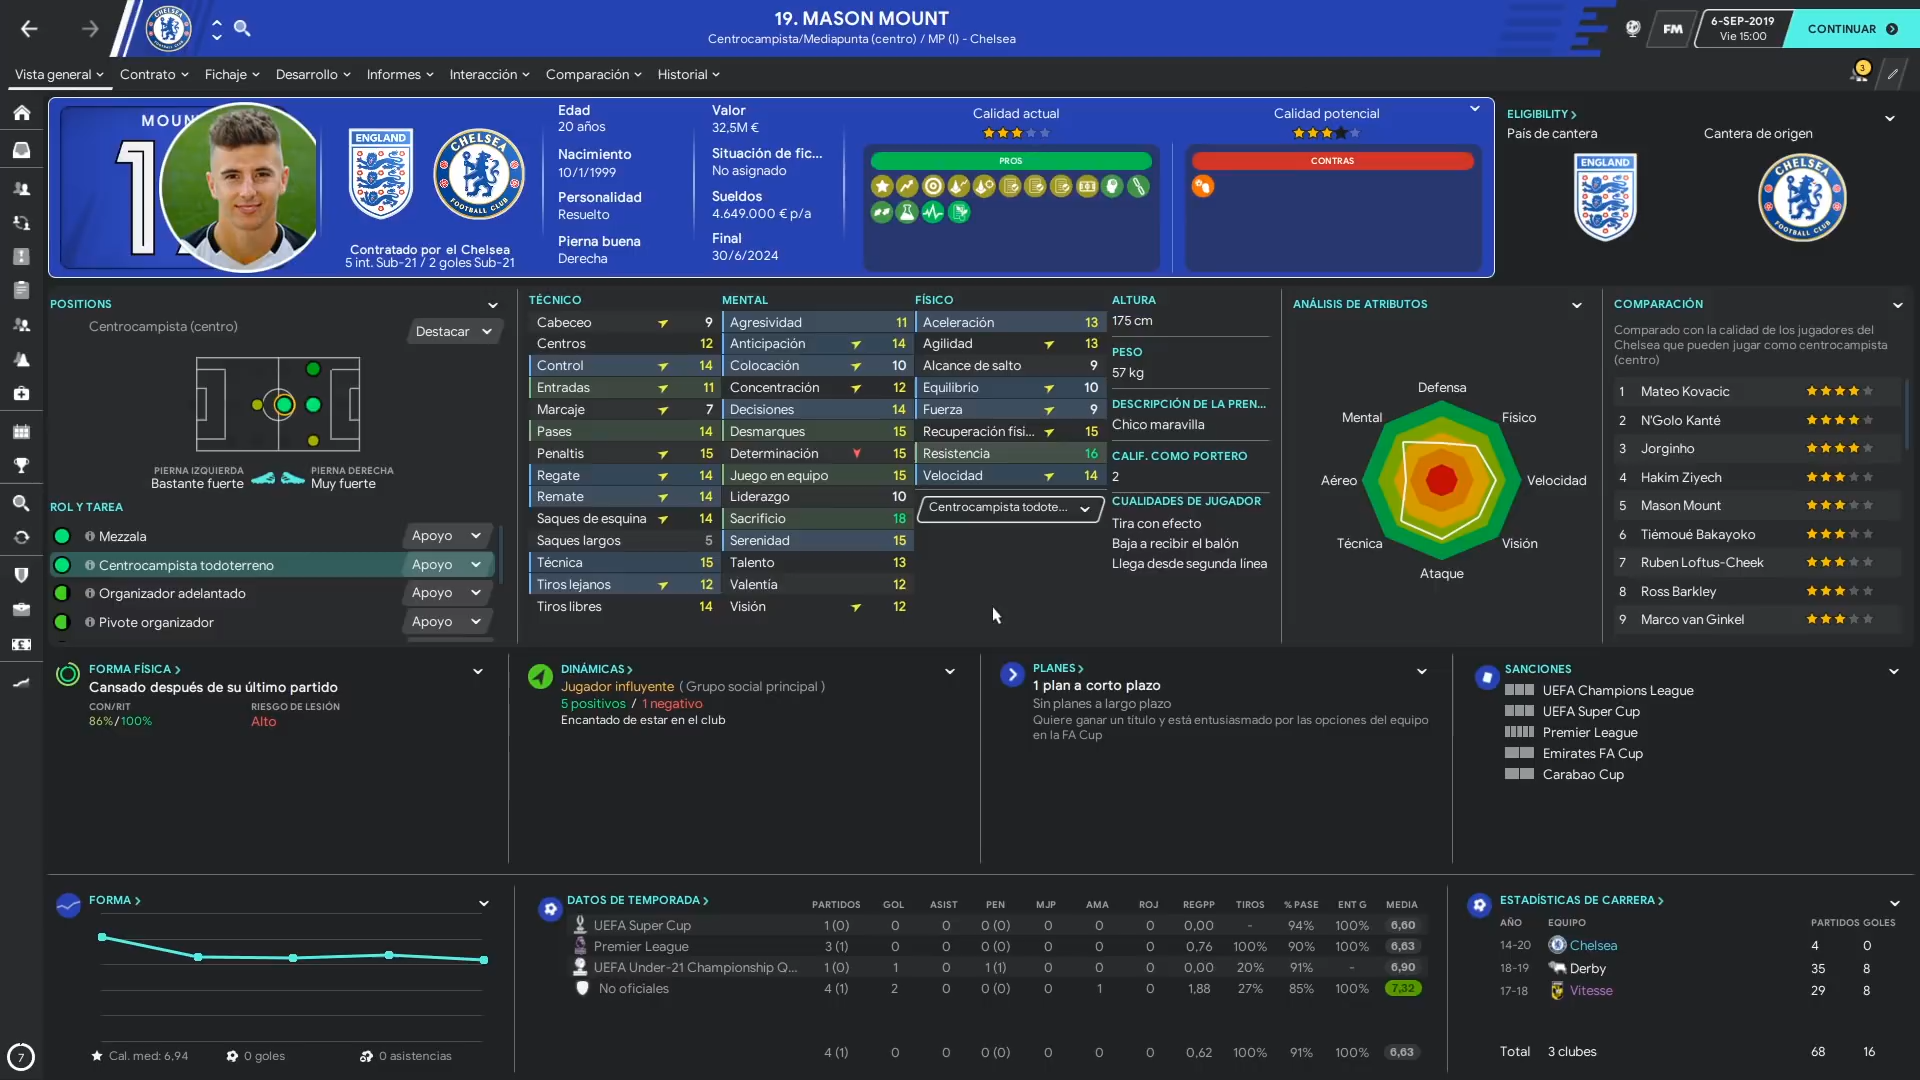 19. MASON MOUNT
Centrocampista/Mediapunta (centro) / MP (I) - Chelsea
FM
6-SEP-2019
Vie 15:00
CONTINUAR
Vista general
Contrato
Fichaje
Desarrollo
Informes
Interacción
Comparación
Historial
3
MOUN
1
ENGLAND
CHELSEA
FOOTBALL CLUB
Contratado por el Chelsea
5 int. Sub-21 / 2 goles Sub-21
Edad
20 años
Nacimiento
10/1/1999
Personalidad
Resuelto
Pierna buena
Derecha
Valor
32,5M €
Situación de fic...
No asignado
Sueldos
4.649.000 € p/a
Final
30/6/2024
Calidad actual
PROS
Calidad potencial
CONTRAS
ELIGIBILITY
País de cantera
Cantera de origen
ENGLAND
CHELSEA
FOOTBALL CLUB
POSITIONS
Centrocampista (centro)
Destacar
PIERNA IZQUIERDA
Bastante fuerte
PIERNA DERECHA
Muy fuerte
ROL Y TAREA
Mezzala Apoyo
Centrocampista todoterreno Apoyo
Organizador adelantado Apoyo
Pivote organizador Apoyo
TÉCNICO
Cabeceo 9
Centros 12
Control 14
Entradas 11
Marcaje 7
Pases 14
Penaltis 15
Regate 14
Remate 14
Saques de esquina 14
Saques largos 5
Técnica 15
Tiros lejanos 12
Tiros libres 14
MENTAL
Agresividad 11
Anticipación 14
Colocación 10
Concentración 12
Decisiones 14
Desmarques 15
Determinación 15
Juego en equipo 15
Liderazgo 10
Sacrificio 18
Serenidad 15
Talento 13
Valentía 12
Visión 12
FÍSICO
Aceleración 13
Agilidad 13
Alcance de salto 9
Equilibrio 10
Fuerza 9
Recuperación físi... 15
Resistencia 16
Velocidad 14
Centrocampista todote...
ALTURA
175 cm
PESO
57 kg
DESCRIPCIÓN DE LA PREN...
Chico maravilla
CALIF. COMO PORTERO
2
CUALIDADES DE JUGADOR
Tira con efecto
Baja a recibir el balón
Llega desde segunda línea
ANÁLISIS DE ATRIBUTOS
Defensa
Mental
Físico
Aéreo
Velocidad
Técnica
Visión
Ataque
COMPARACIÓN
Comparado con la calidad de los jugadores del
Chelsea que pueden jugar como centrocampista
(centro)
1 Mateo Kovacic
2 N'Golo Kanté
3 Jorginho
4 Hakim Ziyech
5 Mason Mount
6 Tiémoué Bakayoko
7 Ruben Loftus-Cheek
8 Ross Barkley
9 Marco van Ginkel
FORMA FÍSICA
Cansado después de su último partido
CON/RIT
86%/100%
RIESGO DE LESIÓN
Alto
DINÁMICAS
Jugador influyente ( Grupo social principal )
5 positivos / 1 negativo
Encantado de estar en el club
PLANES
1 plan a corto plazo
Sin planes a largo plazo
Quiere ganar un título y está entusiasmado por las opciones del equipo
en la FA Cup
SANCIONES
UEFA Champions League
UEFA Super Cup
Premier League
Emirates FA Cup
Carabao Cup
FORMA
Cal. med: 6,94
0 goles
0 asistencias
7
DATOS DE TEMPORADA PARTIDOS GOL ASIST PEN MJP AMA ROJ REGPP TIROS % PASE ENT G MEDIA
UEFA Super Cup 1 (0) 0 0 0 (0) 0 0 0 0,00 - 94% 100% 6,60
Premier League 3 (1) 0 0 0 (0) 0 0 0 0,76 100% 90% 100% 6,63
UEFA Under-21 Championship Q... 1 (0) 1 0 1 (1) 0 0 0 0,00 20% 91% - 6,90
No oficiales 4 (1) 2 0 0 (0) 0 1 0 1,88 27% 85% 100% 7,32
4 (1) 0 0 0 (0) 0 0 0 0,62 100% 91% 100% 6,63
ESTADÍSTICAS DE CARRERA
AÑO EQUIPO PARTIDOS GOLES
14-20 Chelsea 4 0
18-19 Derby 35 8
17-18 Vitesse 29 8
Total 3 clubes 68 16